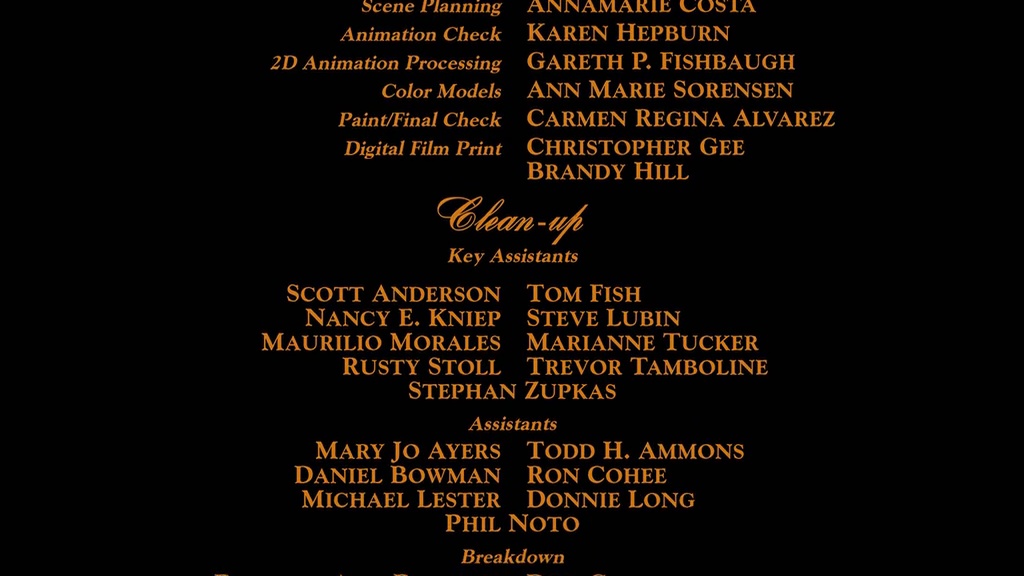 Scene Planning ANNAMARIE COSTA
Animation Check KAREN HEPBURN
2D Animation Processing GARETH P. FISHBAUGH
Color Models ANN MARIE SORENSEN
Paint/Final Check CARMEN REGINA ALVAREZ
Digital Film Print CHRISTOPHER GEE
BRANDY HILL
Clean-up
Key Assistants
SCOTT ANDERSON TOM FISH
NANCY E. KNIEP STEVE LUBIN
MAURILIO MORALES MARIANNE TUCKER
RUSTY STOLL TREVOR TAMBOLINE
STEPHAN ZUPKAS
Assistants
MARY JO AYERS TODD H. AMMONS
DANIEL BOWMAN RON COHEE
MICHAEL LESTER DONNIE LONG
PHIL NOTO
Breakdown